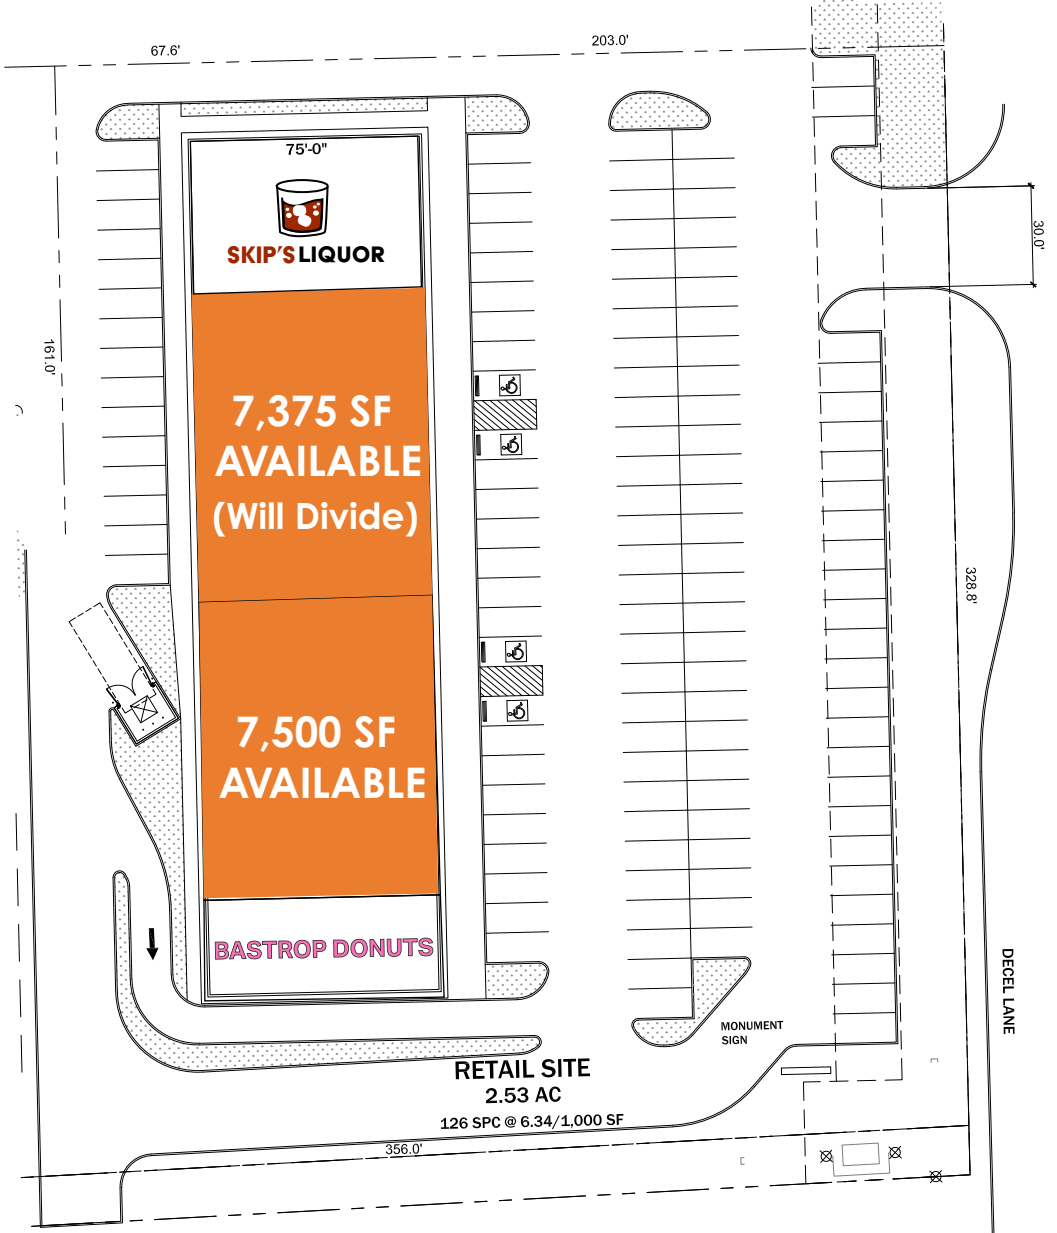 67.6'
203.0'
75'-0"
SKIP'S LIQUOR
30.0'
161.0'
7,375 SF
AVAILABLE
(Will Divide)
328.8'
7,500 SF
AVAILABLE
BASTROP DONUTS
DECEL LANE
MONUMENT
SIGN
RETAIL SITE
2.53 AC
126 SPC @ 6.34/1,000 SF
356.0'